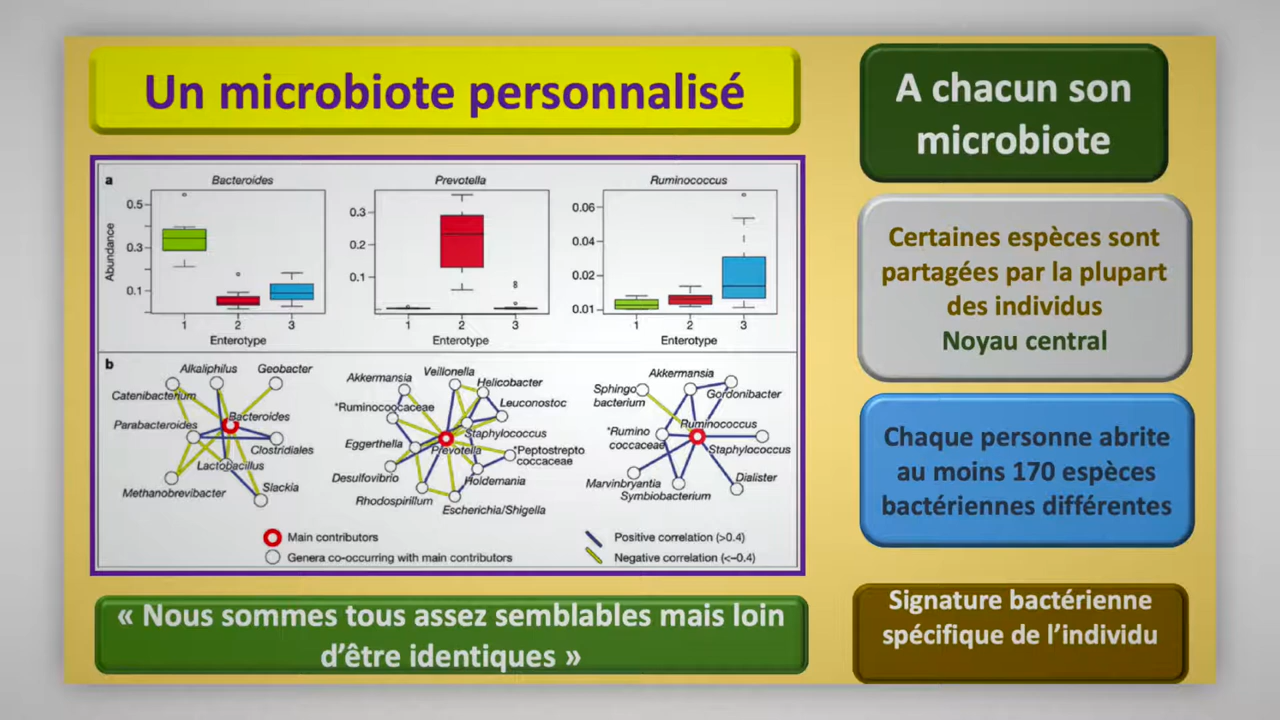 Un microbiote personnalisé
A chacun son
microbiote
a
Bacteroides
Prevotella
Ruminococcus
Abundance
0.5
0.3
0.1
0.3
0.2
0.1
0.06
0.04
0.02
0.01
1 2 3
1 2 3
1 2 3
Enterotype
Enterotype
Enterotype
b
Alkaliphilus
Geobacter
Catenibacterium
Bacteroides
Parabacteroides
Clostridiales
Lactobacillus
Methanobrevibacter
Slackia
Veillonella
Akkermansia
Helicobacter
*Ruminococcaceae
Leuconostoc
Staphylococcus
Eggerthella
Prevotella
*Peptostrepto
coccaceae
Desulfovibrio
Holdemania
Rhodospirillum
Escherichia/Shigella
Akkermansia
Sphingo
bacterium
Gordonibacter
Ruminococcus
*Rumino
coccaceae
Staphylococcus
Marvinbryantia
Dialister
Symbiobacterium
Main contributors
Genera co-occurring with main contributors
Positive correlation (>0.4)
Negative correlation (<–0.4)
Certaines espèces sont
partagées par la plupart
des individus
Noyau central
Chaque personne abrite
au moins 170 espèces
bactériennes différentes
« Nous sommes tous assez semblables mais loin
d’être identiques »
Signature bactérienne
spécifique de l’individu